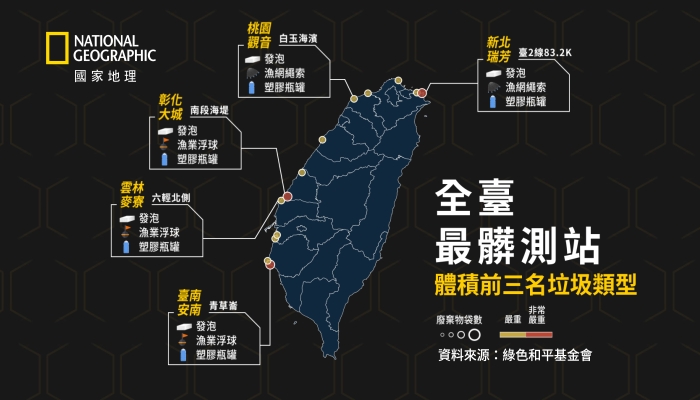 NATIONAL
GEOGRAPHIC
國家地理
桃園
觀音
白玉海濱
發泡
漁網繩索
塑膠瓶罐
新北
瑞芳
臺2線83.2K
發泡
漁網繩索
塑膠瓶罐
彰化
大城
南段海堤
發泡
漁業浮球
塑膠瓶罐
雲林
麥寮
六輕北側
發泡
漁業浮球
塑膠瓶罐
臺南
安南
青草崙
發泡
漁業浮球
塑膠瓶罐
全臺
最髒測站
體積前三名垃圾類型
廢棄物袋數
嚴重
非常
嚴重
資料來源：綠色和平基金會